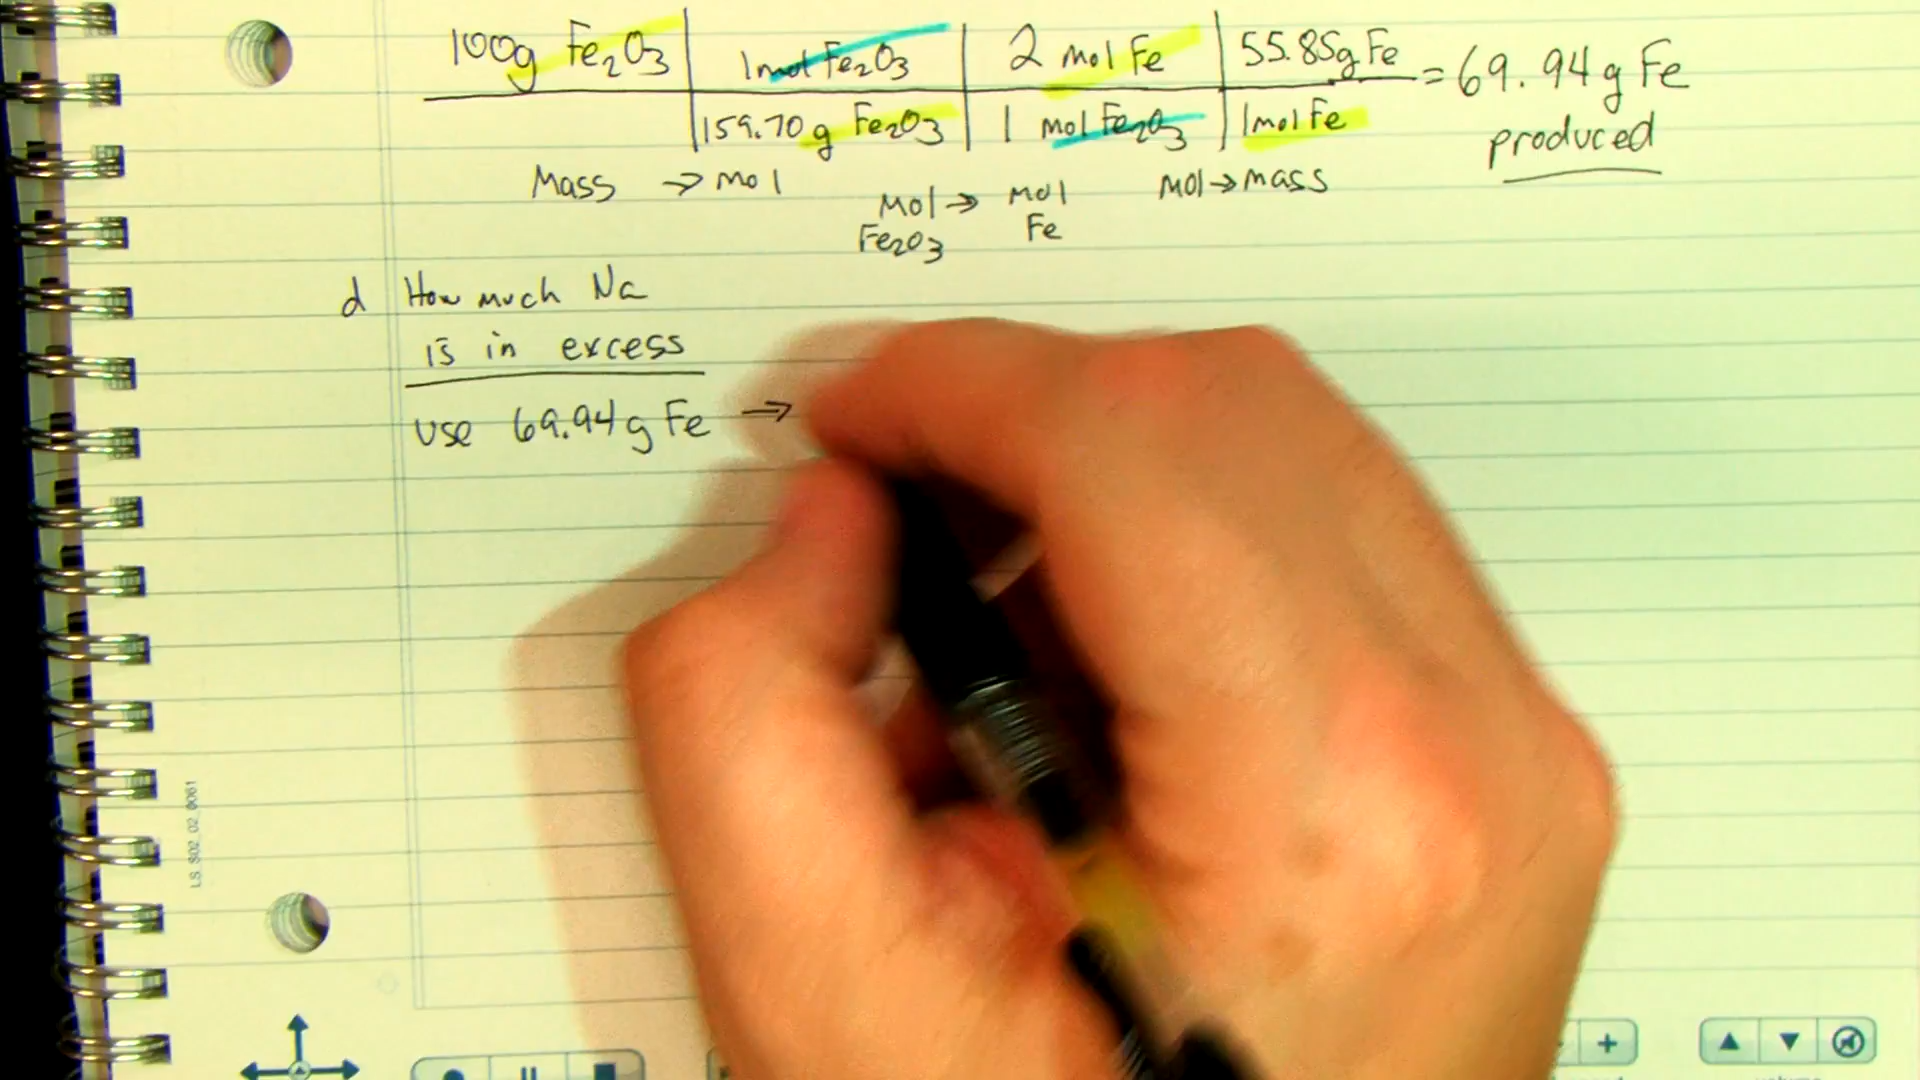 100g Fe2O3 | 1mol Fe2O3 | 2 mol Fe | 55.85g Fe = 69.94 g Fe
159.70 g Fe2O3 | 1 mol Fe2O3 | 1mol Fe
produced
Mass → mol
Mol → mol
Mol → mass
Fe2O3 Fe
d How much Na
is in excess
use 69.94 g Fe →
LS_S02_02_0061